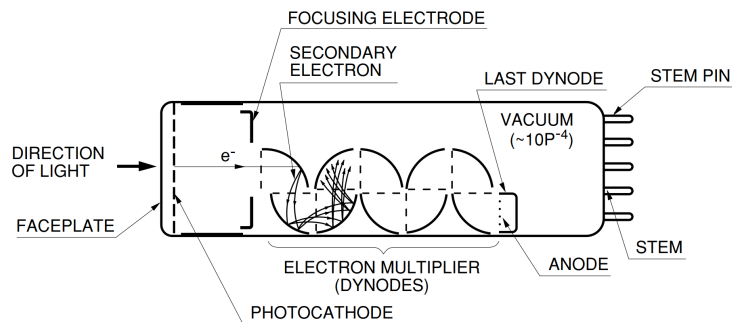 FOCUSING ELECTRODE
SECONDARY
ELECTRON
LAST DYNODE
STEM PIN
VACUUM
(~10P⁻⁴)
DIRECTION
OF LIGHT
e⁻
FACEPLATE
STEM
ELECTRON MULTIPLIER
(DYNODES)
ANODE
PHOTOCATHODE